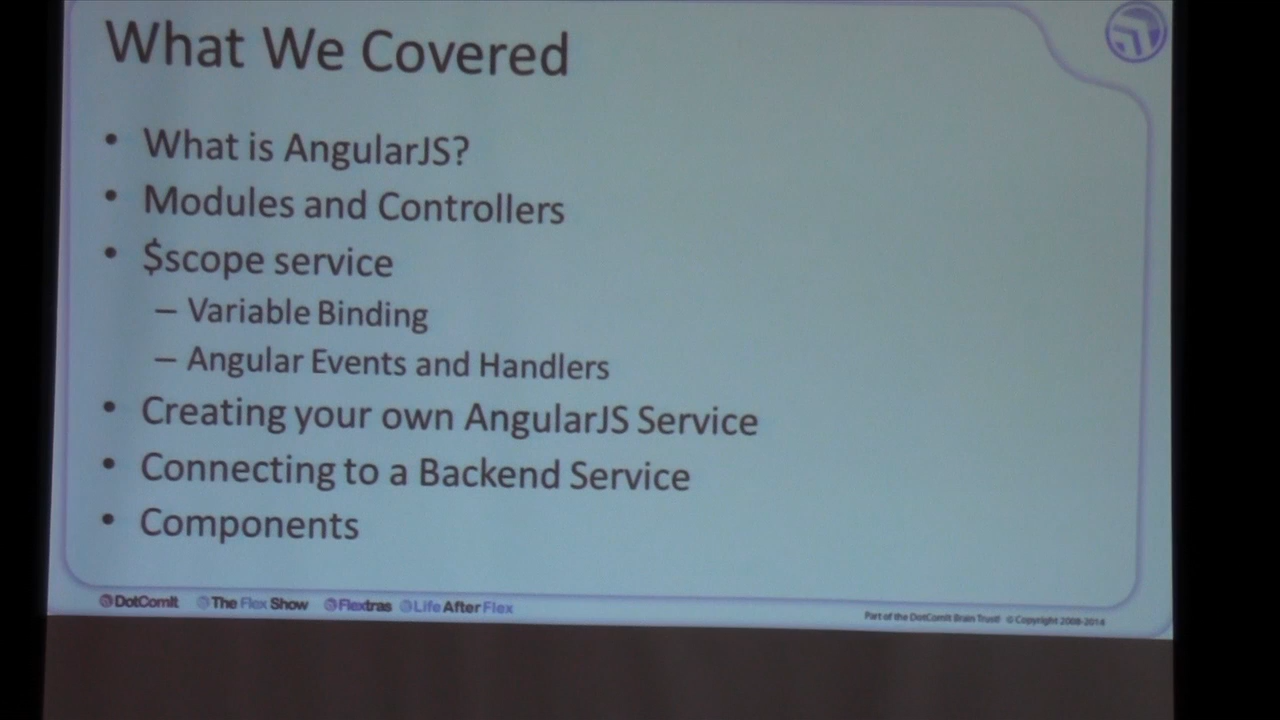 What We Covered
• What is AngularJS?
• Modules and Controllers
• $scope service
– Variable Binding
– Angular Events and Handlers
• Creating your own AngularJS Service
• Connecting to a Backend Service
• Components
DotComIt The Flex Show Flextras Life After Flex
Part of the DotComIt Brain Trust! © Copyright 2008-2014